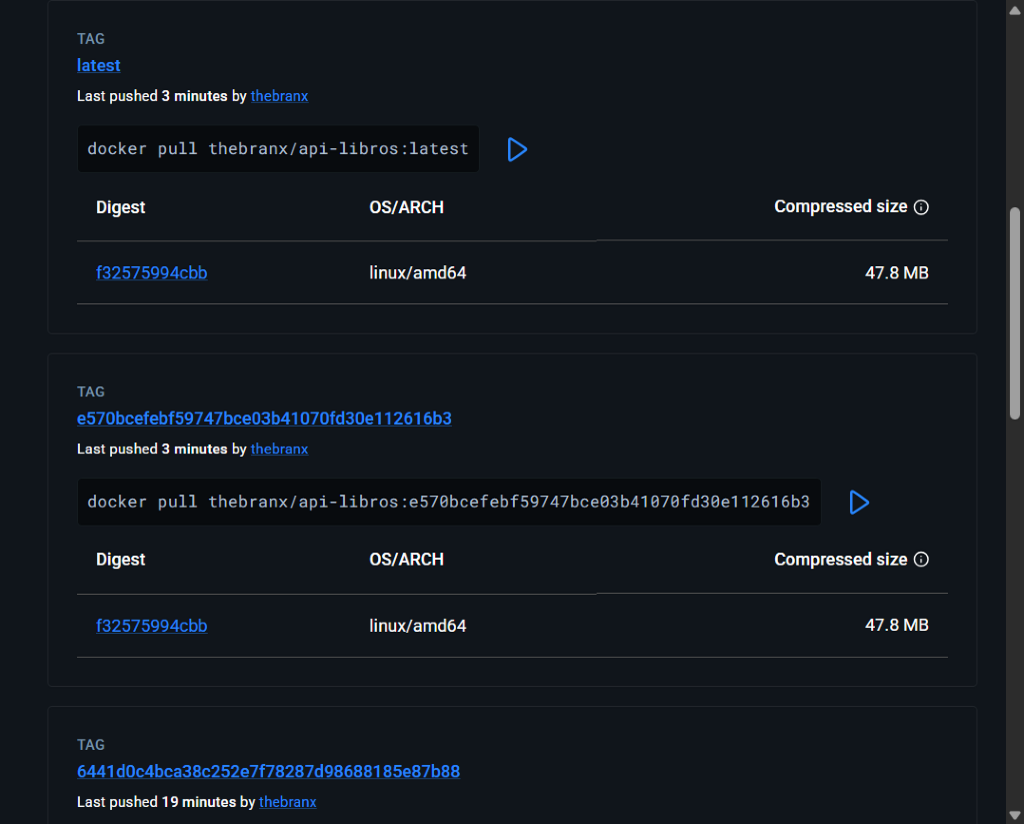 TAG
latest
Last pushed 3 minutes by thebranx
docker pull thebranx/api-libros:latest
Digest OS/ARCH Compressed size
f32575994cbb linux/amd64 47.8 MB
TAG
e570bcefebf59747bce03b41070fd30e112616b3
Last pushed 3 minutes by thebranx
docker pull thebranx/api-libros:e570bcefebf59747bce03b41070fd30e112616b3
Digest OS/ARCH Compressed size
f32575994cbb linux/amd64 47.8 MB
TAG
6441d0c4bca38c252e7f78287d98688185e87b88
Last pushed 19 minutes by thebranx